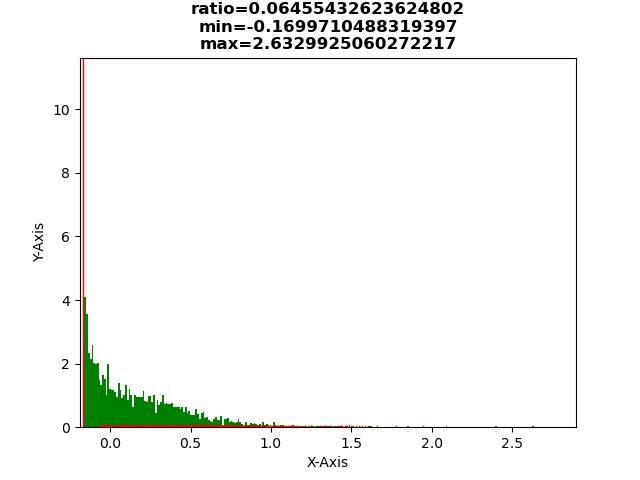 ratio=0.06455432623624802
min=-0.1699710488319397
max=2.6329925060272217
10
8
6
4
2
0
Y-Axis
0.0 0.5 1.0 1.5 2.0 2.5
X-Axis